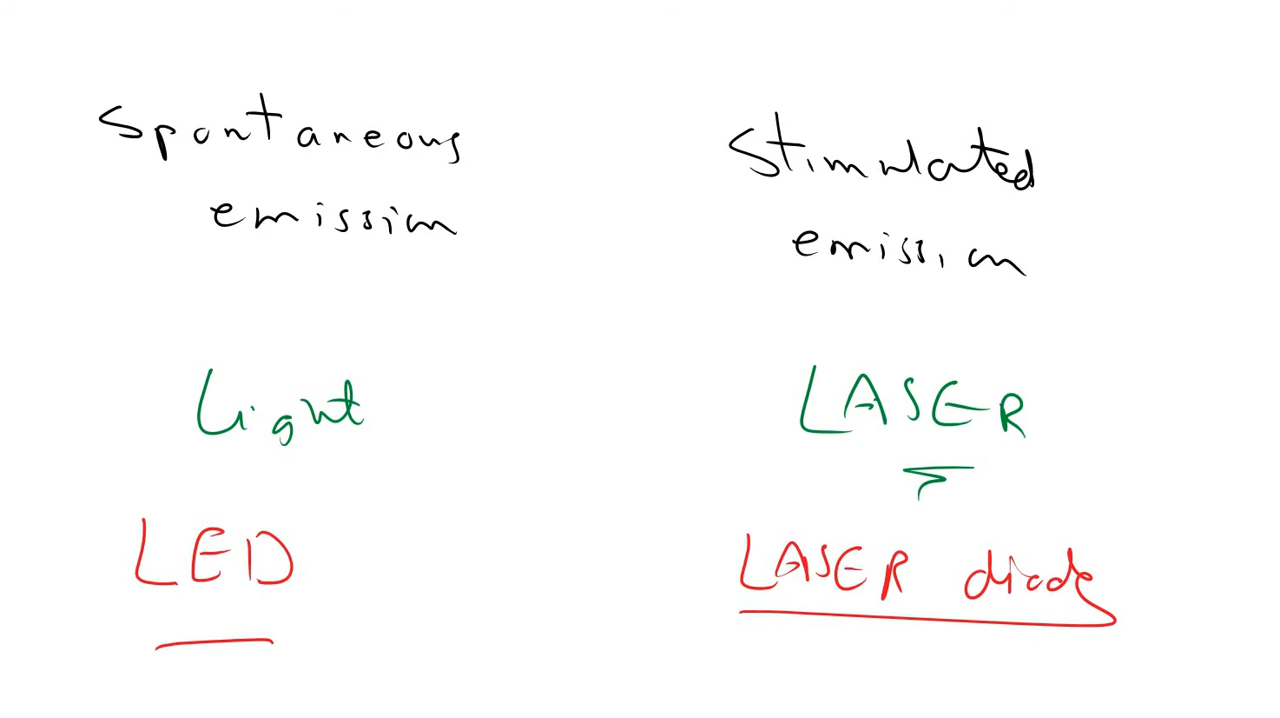 Spontaneous
emission
Stimulated
emission
Light
LASER
LED
LASER diode